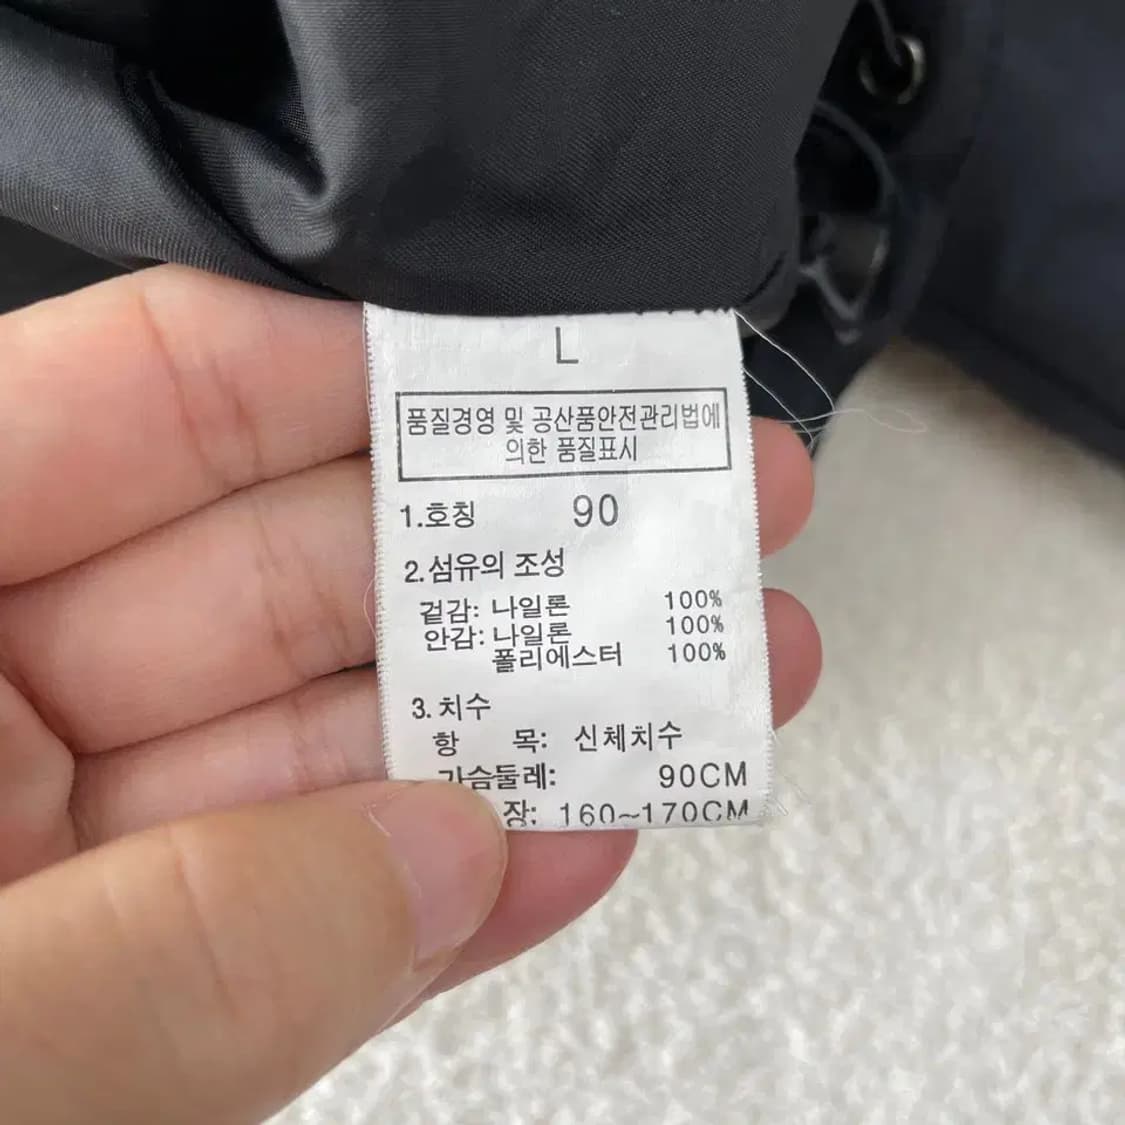 L
품질경영 및 공산품안전관리법에
의한 품질표시
1.호칭 90
2.섬유의 조성
겉감: 나일론 100%
안감: 나일론 100%
폴리에스터 100%
3.치수
항 목: 신체치수
가슴둘레: 90CM
장: 160~170CM